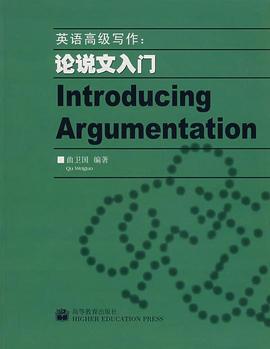 英语高级写作:
论说文入门
Introducing
Argumentation
曲卫国 编著
Qu Weiguo
高等教育出版社
HIGHER EDUCATION PRESS